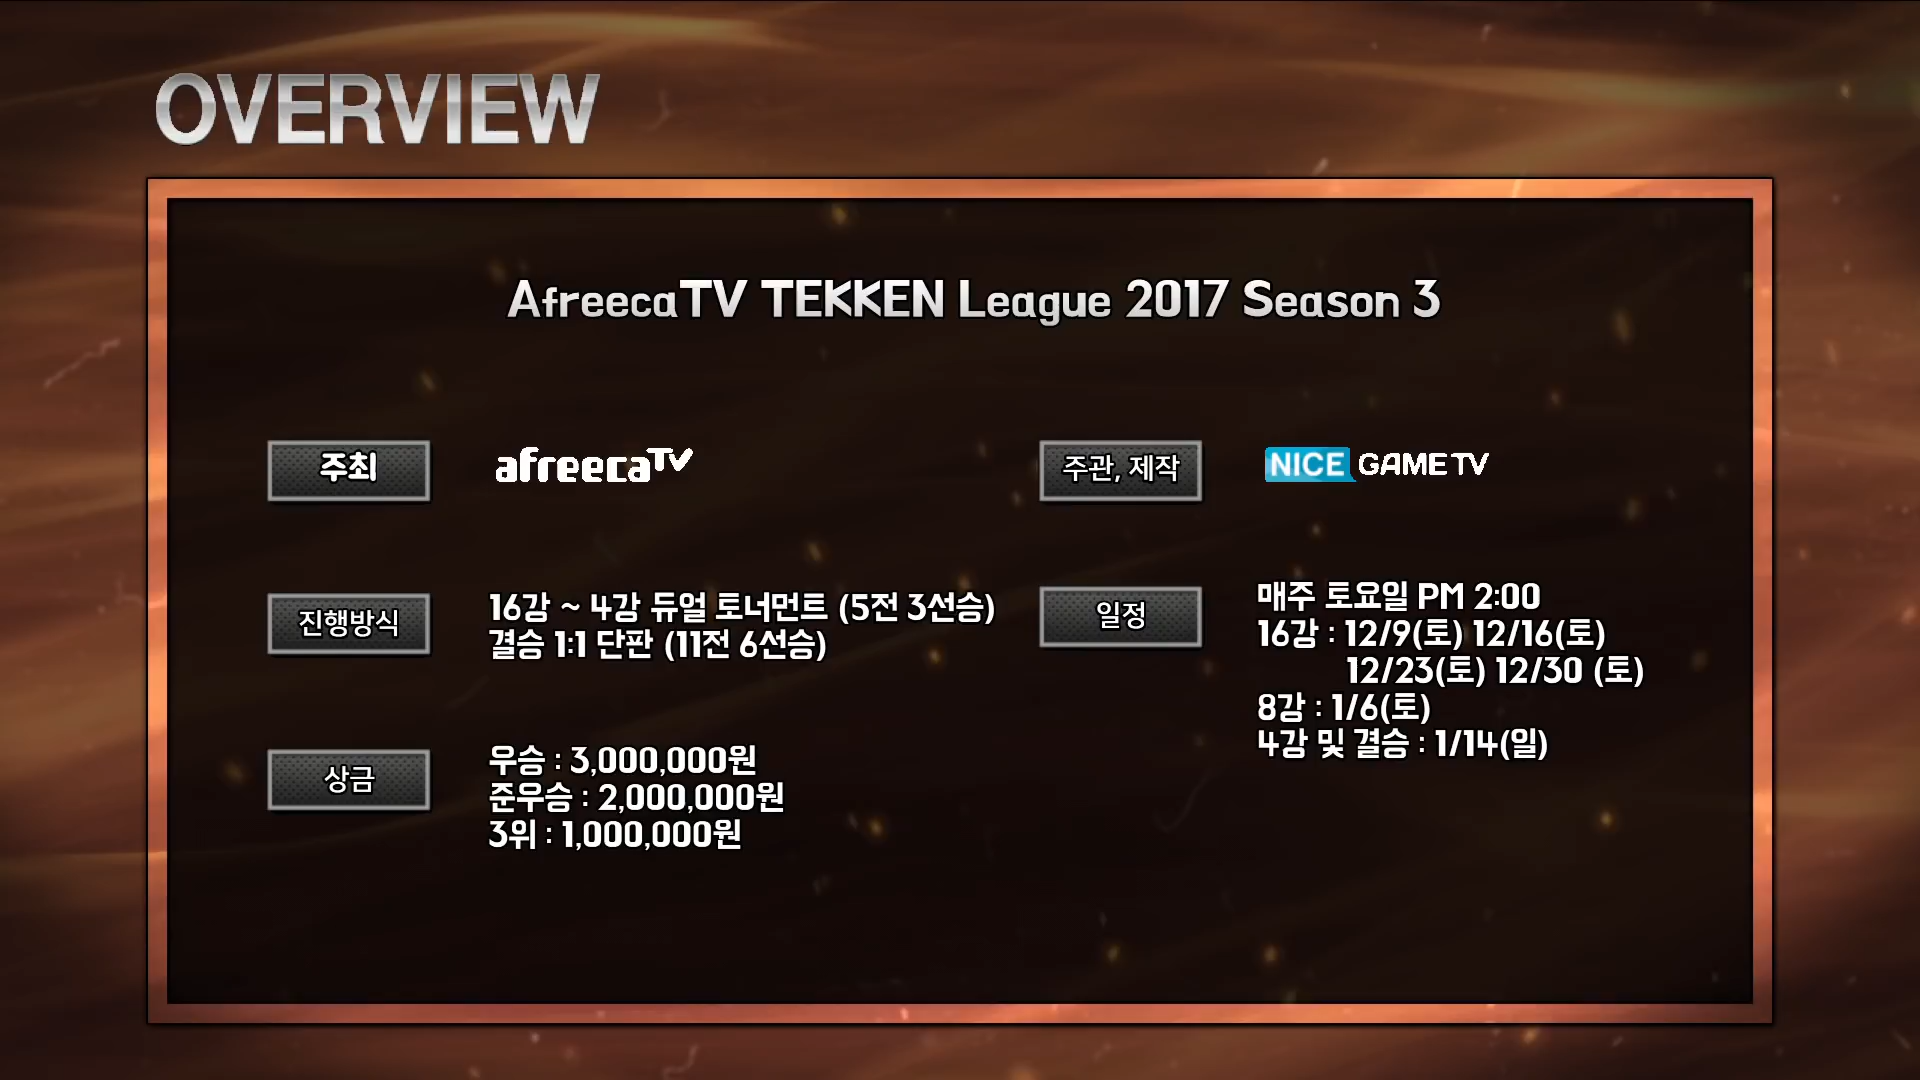 OVERVIEW
AfreecaTV TEKKEN League 2017 Season 3
주최
afreecaTV
주관, 제작
NICE GAME TV
진행방식
16강 ~ 4강 듀얼 토너먼트 (5전 3선승)
결승 1:1 단판 (11전 6선승)
일정
매주 토요일 PM 2:00
16강 : 12/9(토) 12/16(토)
12/23(토) 12/30 (토)
8강 : 1/6(토)
4강 및 결승 : 1/14(일)
상금
우승 : 3,000,000원
준우승 : 2,000,000원
3위 : 1,000,000원